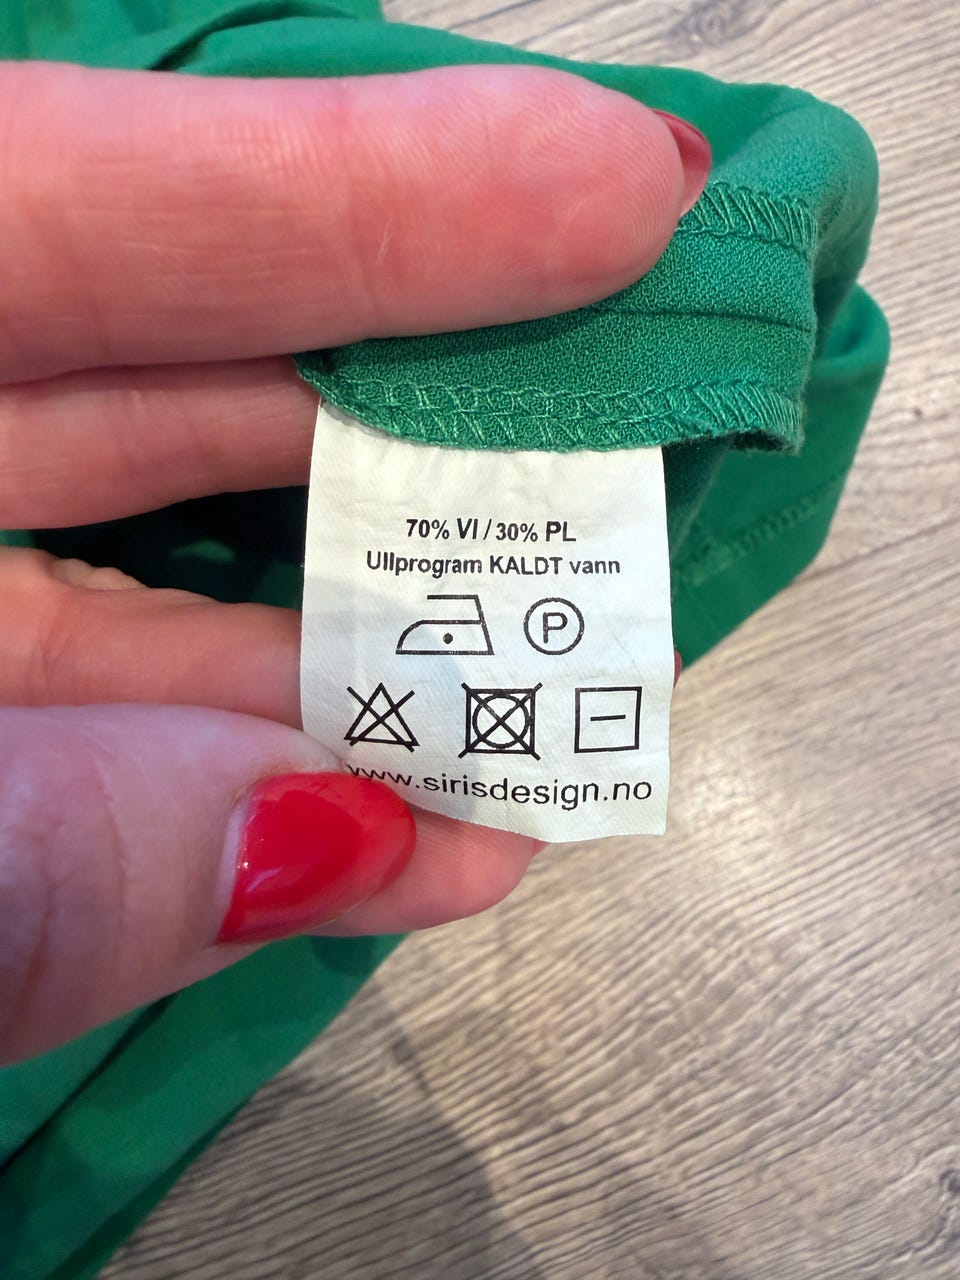 70% VI / 30% PL
Ullprogram KALDT vann
P
www.sirisdesign.no